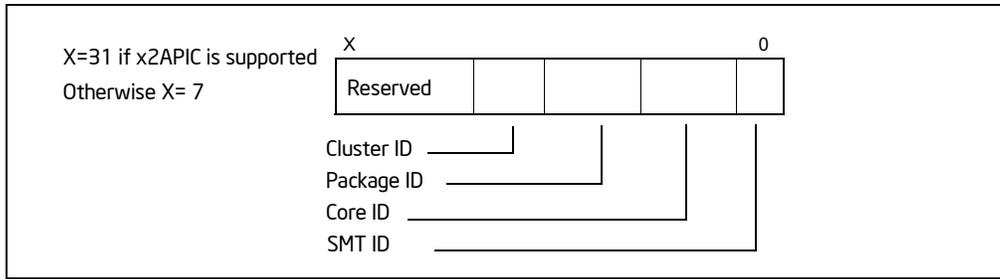 X=31 if x2APIC is supported
Otherwise X= 7
X
0
Reserved
Cluster ID
Package ID
Core ID
SMT ID